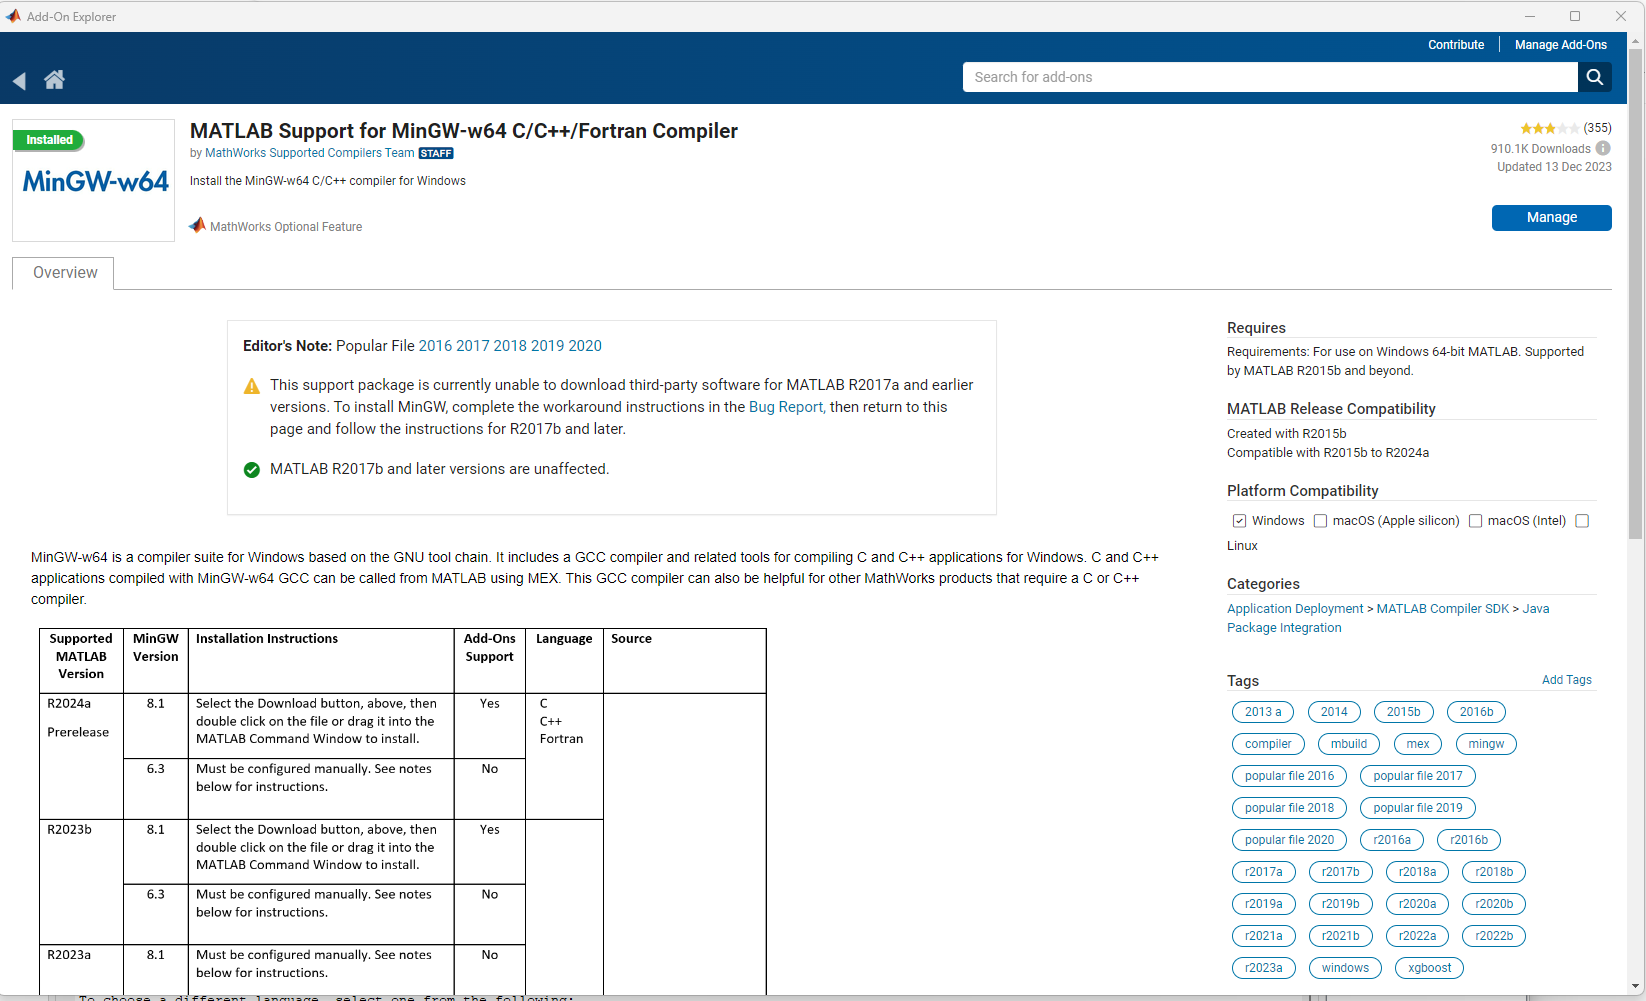 Add-On Explorer
Contribute | Manage Add-Ons
Search for add-ons
Installed
MinGW-w64
MATLAB Support for MinGW-w64 C/C++/Fortran Compiler
by MathWorks Supported Compilers Team STAFF
Install the MinGW-w64 C/C++ compiler for Windows
MathWorks Optional Feature
(355)
910.1K Downloads
Updated 13 Dec 2023
Manage
Overview
Editor's Note: Popular File 2016 2017 2018 2019 2020
This support package is currently unable to download third-party software for MATLAB R2017a and earlier
versions. To install MinGW, complete the workaround instructions in the Bug Report, then return to this
page and follow the instructions for R2017b and later.
MATLAB R2017b and later versions are unaffected.
MinGW-w64 is a compiler suite for Windows based on the GNU tool chain. It includes a GCC compiler and related tools for compiling C and C++ applications for Windows. C and C++
applications compiled with MinGW-w64 GCC can be called from MATLAB using MEX. This GCC compiler can also be helpful for other MathWorks products that require a C or C++
compiler.
Supported MATLAB Version | MinGW Version | Installation Instructions | Add-Ons Support | Language | Source
R2024a
Prerelease
8.1
Select the Download button, above, then
double click on the file or drag it into the
MATLAB Command Window to install.
Yes
C
C++
Fortran
6.3
Must be configured manually. See notes
below for instructions.
No
R2023b
8.1
Select the Download button, above, then
double click on the file or drag it into the
MATLAB Command Window to install.
Yes
6.3
Must be configured manually. See notes
below for instructions.
No
R2023a
8.1
Must be configured manually. See notes
below for instructions.
No
Requires
Requirements: For use on Windows 64-bit MATLAB. Supported
by MATLAB R2015b and beyond.
MATLAB Release Compatibility
Created with R2015b
Compatible with R2015b to R2024a
Platform Compatibility
Windows macOS (Apple silicon) macOS (Intel)
Linux
Categories
Application Deployment > MATLAB Compiler SDK > Java
Package Integration
Tags Add Tags
2013 a 2014 2015b 2016b
compiler mbuild mex mingw
popular file 2016 popular file 2017
popular file 2018 popular file 2019
popular file 2020 r2016a r2016b
r2017a r2017b r2018a r2018b
r2019a r2019b r2020a r2020b
r2021a r2021b r2022a r2022b
r2023a windows xgboost
To choose a different language, select one from the following: